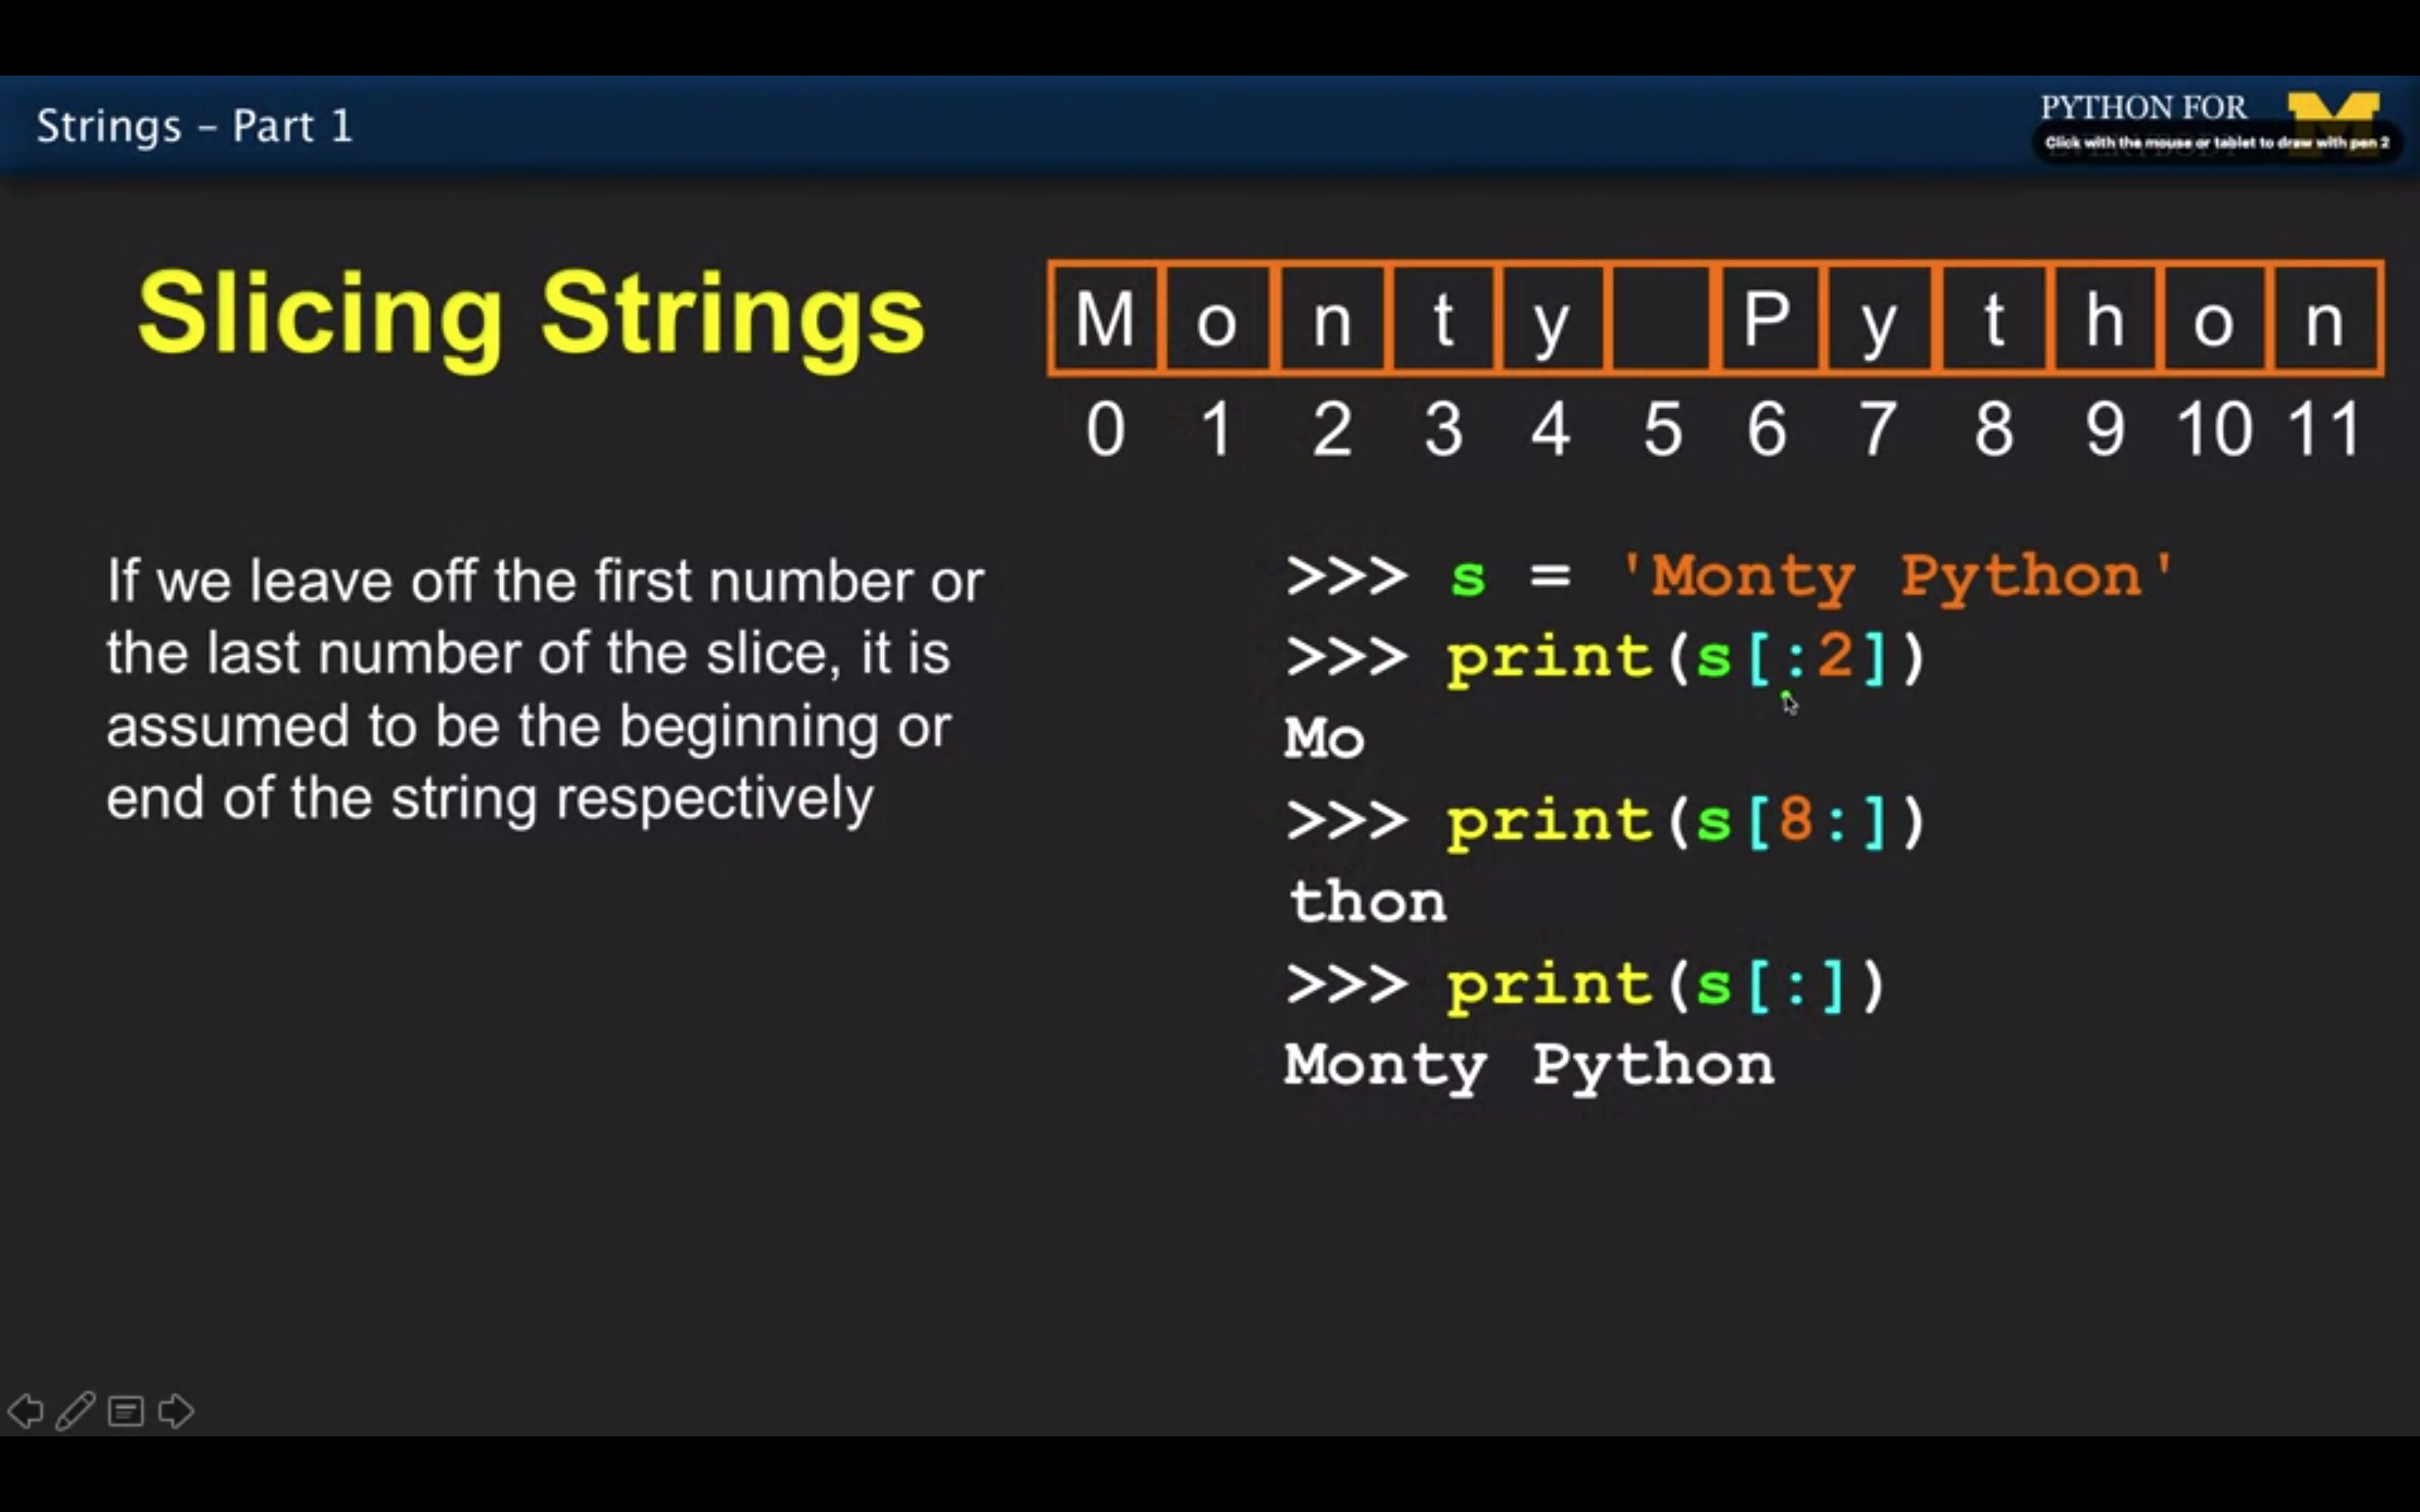 Strings – Part 1
PYTHON FOR
Click with the mouse or tablet to draw with pen 2
Slicing Strings
M o n t y P y t h o n
0 1 2 3 4 5 6 7 8 9 10 11
If we leave off the first number or
the last number of the slice, it is
assumed to be the beginning or
end of the string respectively
>>> s = 'Monty Python'
>>> print(s[:2])
Mo
>>> print(s[8:])
thon
>>> print(s[:])
Monty Python